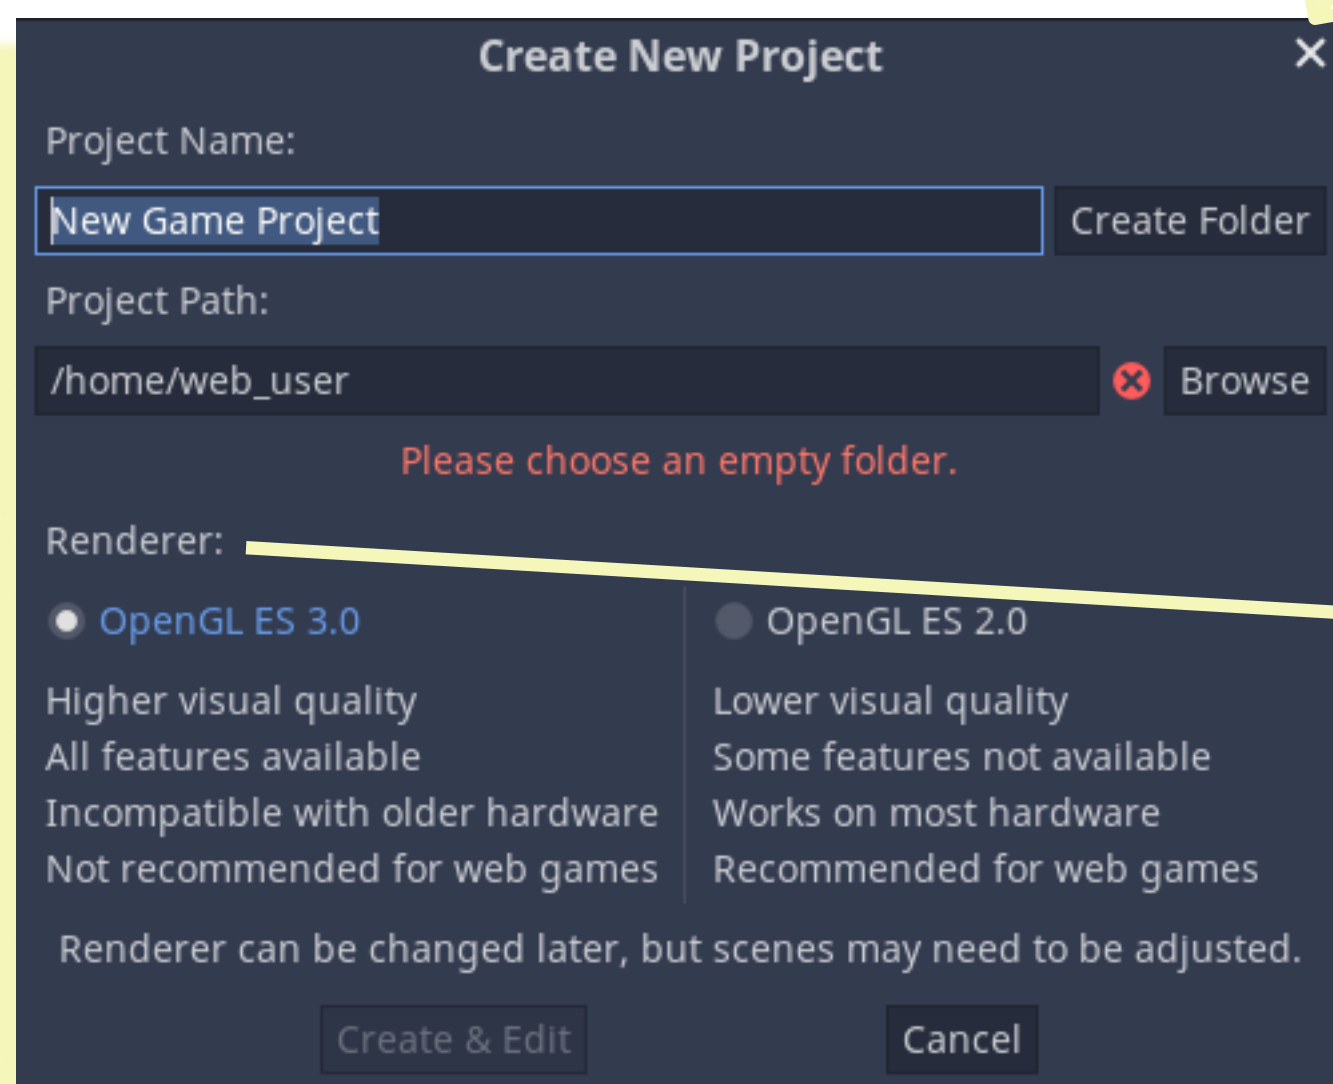 Create New Project
Project Name:
New Game Project Create Folder
Project Path:
/home/web_user Browse
Please choose an empty folder.
Renderer:
OpenGL ES 3.0
Higher visual quality
All features available
Incompatible with older hardware
Not recommended for web games
OpenGL ES 2.0
Lower visual quality
Some features not available
Works on most hardware
Recommended for web games
Renderer can be changed later, but scenes may need to be adjusted.
Create & Edit Cancel